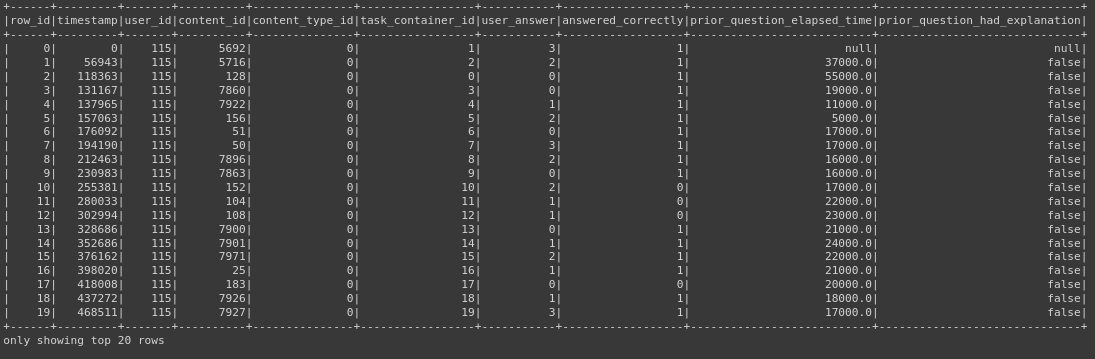 +------+---------+-------+----------+---------------+-----------------+-----------+------------------+---------------------------+------------------------------+
|row_id|timestamp|user_id|content_id|content_type_id|task_container_id|user_answer|answered_correctly|prior_question_elapsed_time|prior_question_had_explanation|
+------+---------+-------+----------+---------------+-----------------+-----------+------------------+---------------------------+------------------------------+
|     0|        0|    115|      5692|              0|                1|          3|                 1|                       null|                          null|
|     1|    56943|    115|      5716|              0|                2|          2|                 1|                    37000.0|                         false|
|     2|   118363|    115|       128|              0|                0|          0|                 1|                    55000.0|                         false|
|     3|   131167|    115|      7860|              0|                3|          0|                 1|                    19000.0|                         false|
|     4|   137965|    115|      7922|              0|                4|          1|                 1|                    11000.0|                         false|
|     5|   157063|    115|       156|              0|                5|          2|                 1|                     5000.0|                         false|
|     6|   176092|    115|        51|              0|                6|          0|                 1|                    17000.0|                         false|
|     7|   194190|    115|        50|              0|                7|          3|                 1|                    17000.0|                         false|
|     8|   212463|    115|      7896|              0|                8|          2|                 1|                    16000.0|                         false|
|     9|   230983|    115|      7863|              0|                9|          0|                 1|                    16000.0|                         false|
|    10|   255381|    115|       152|              0|               10|          2|                 0|                    17000.0|                         false|
|    11|   280033|    115|       104|              0|               11|          1|                 0|                    22000.0|                         false|
|    12|   302994|    115|       108|              0|               12|          1|                 0|                    23000.0|                         false|
|    13|   328686|    115|      7900|              0|               13|          0|                 1|                    21000.0|                         false|
|    14|   352686|    115|      7901|              0|               14|          1|                 1|                    24000.0|                         false|
|    15|   376162|    115|      7971|              0|               15|          2|                 1|                    22000.0|                         false|
|    16|   398020|    115|        25|              0|               16|          1|                 1|                    21000.0|                         false|
|    17|   418008|    115|       183|              0|               17|          0|                 0|                    20000.0|                         false|
|    18|   437272|    115|      7926|              0|               18|          1|                 1|                    18000.0|                         false|
|    19|   468511|    115|      7927|              0|               19|          3|                 1|                    17000.0|                         false|
+------+---------+-------+----------+---------------+-----------------+-----------+------------------+---------------------------+------------------------------+
only showing top 20 rows